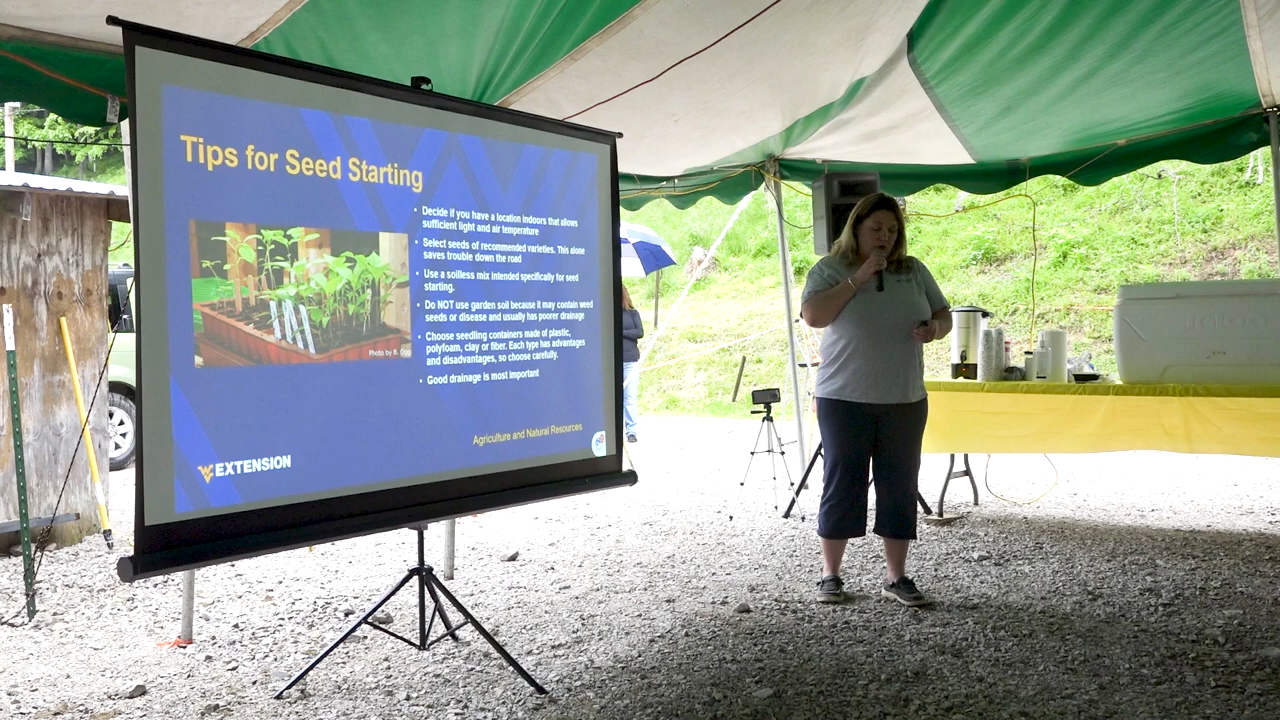 Tips for Seed Starting
• Decide if you have a location indoors that allows
sufficient light and air temperature
• Select seeds of recommended varieties. This alone
saves trouble down the road
• Use a soilless mix intended specifically for seed
starting.
• Do NOT use garden soil because it may contain weed
seeds or disease and usually has poorer drainage
• Choose seedling containers made of plastic,
polyfoam, clay or fiber. Each type has advantages
and disadvantages, so choose carefully.
• Good drainage is most important
Photo by B. Ogg
Agriculture and Natural Resources
EXTENSION